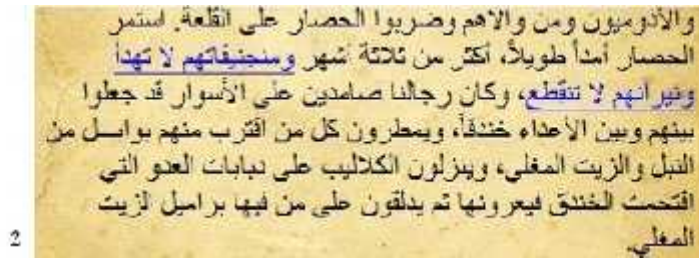 والأدوميون ومن والاهم وضربوا الحصار على القلعة. استمر
الحصار أمداً طويلاً، أكثر من ثلاثة أشهر ومنجنيقاتهم لا تهدأ
ونيرانهم لا تنقطع، وكان رجالنا صامدين على الأسوار قد جعلوا
بينهم وبين الأعداء خندقاً، ويمطرون كل من اقترب منهم بوابل من
النبل والزيت المغلي، وينزلون الكلاليب على دبابات العدو التي
اقتحمت الخندق فيعرونها ثم يدلقون على من فيها براميل الزيت
المغلي.
2